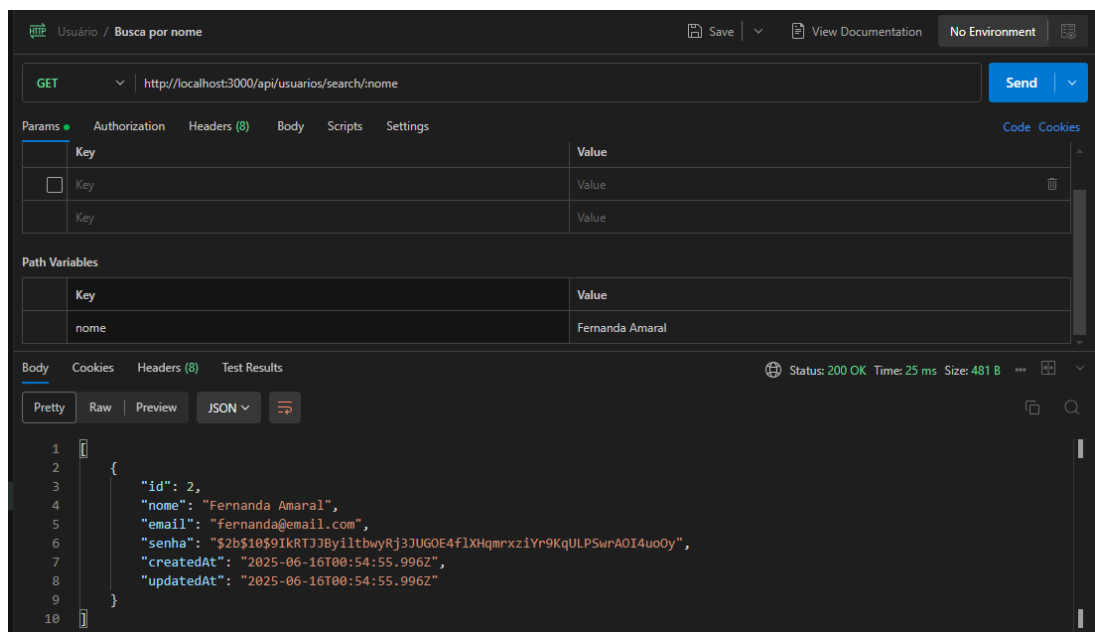 HTTP Usuário / Busca por nome Save View Documentation No Environment
GET http://localhost:3000/api/usuarios/search/:nome Send
Params Authorization Headers (8) Body Scripts Settings Code Cookies
Key Value
Key Value
Key Value
Path Variables
Key Value
nome Fernanda Amaral
Body Cookies Headers (8) Test Results Status: 200 OK Time: 25 ms Size: 481 B
Pretty Raw Preview JSON
1 [
2 {
3 "id": 2,
4 "nome": "Fernanda Amaral",
5 "email": "fernanda@email.com",
6 "senha": "$2b$10$9IkRTJJByiltbwyRj3JUGOE4flXHqmrxziYr9KqULPSwrAOI4uoOy",
7 "createdAt": "2025-06-16T00:54:55.996Z",
8 "updatedAt": "2025-06-16T00:54:55.996Z"
9 }
10 ]